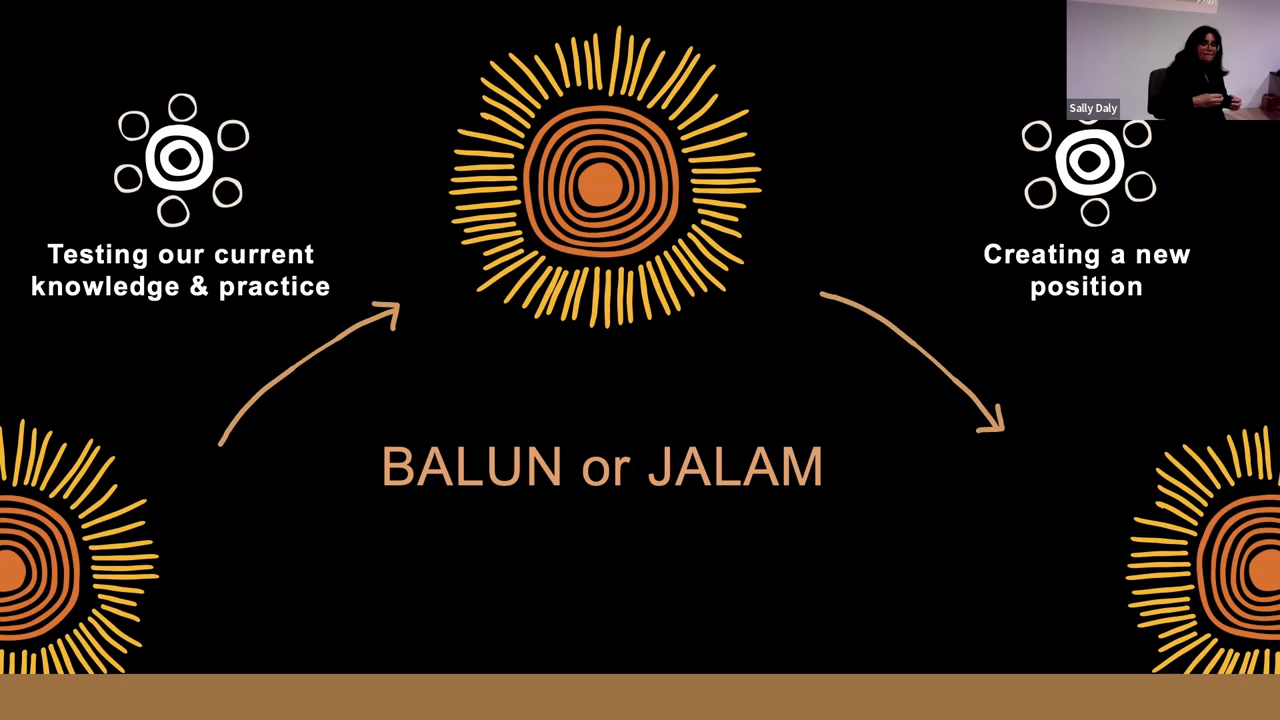 Sally Daly
Testing our current
knowledge & practice
Creating a new
position
BALUN or JALAM